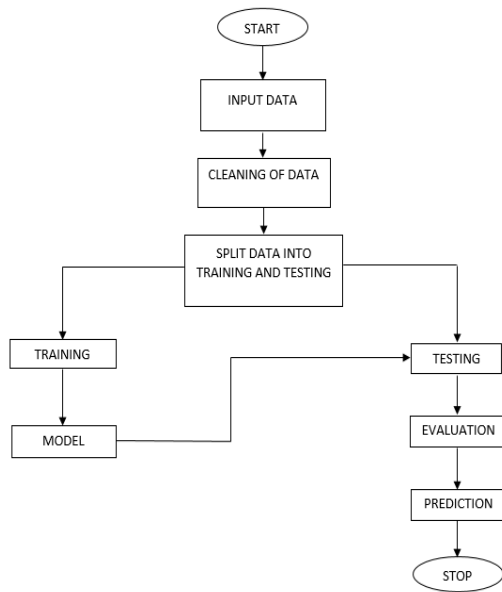 START
INPUT DATA
CLEANING OF DATA
SPLIT DATA INTO
TRAINING AND TESTING
TRAINING
TESTING
MODEL
EVALUATION
PREDICTION
STOP